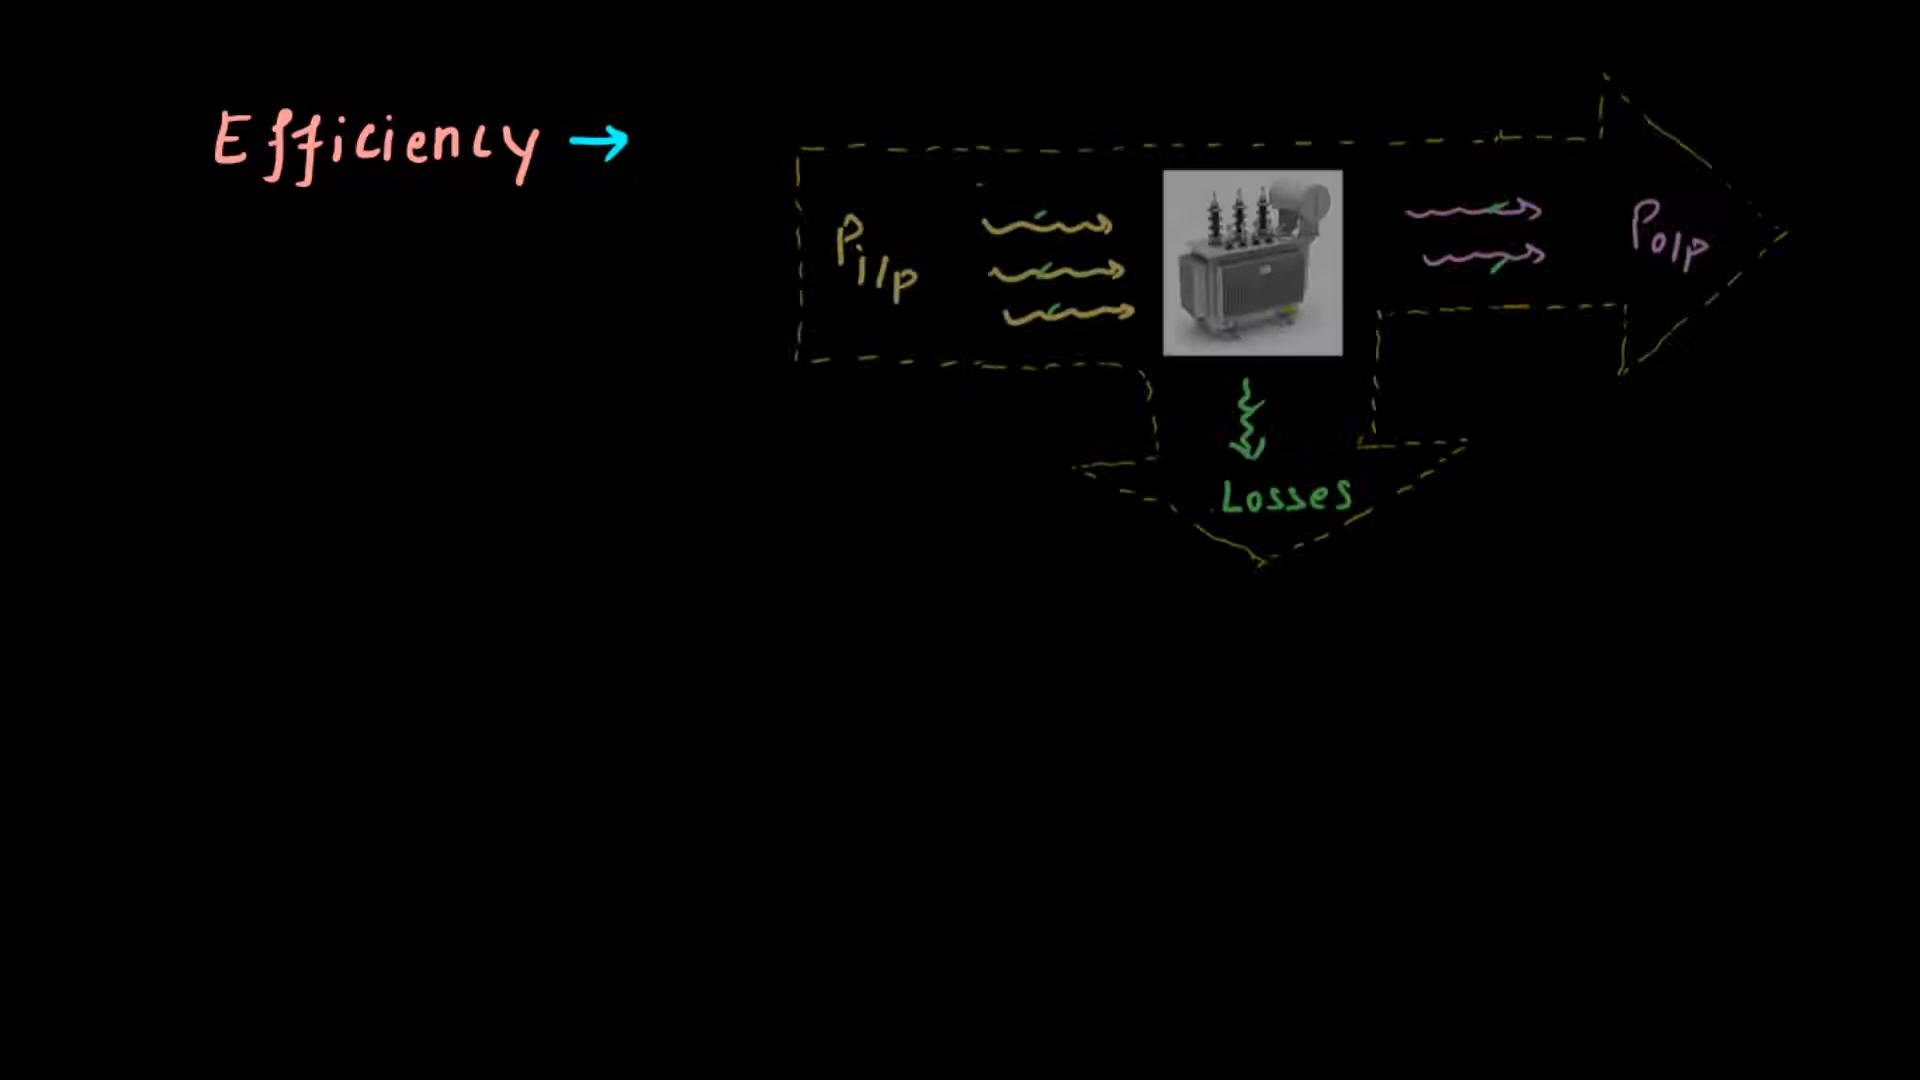 Efficiency →
Pi/p
Po/p
Losses